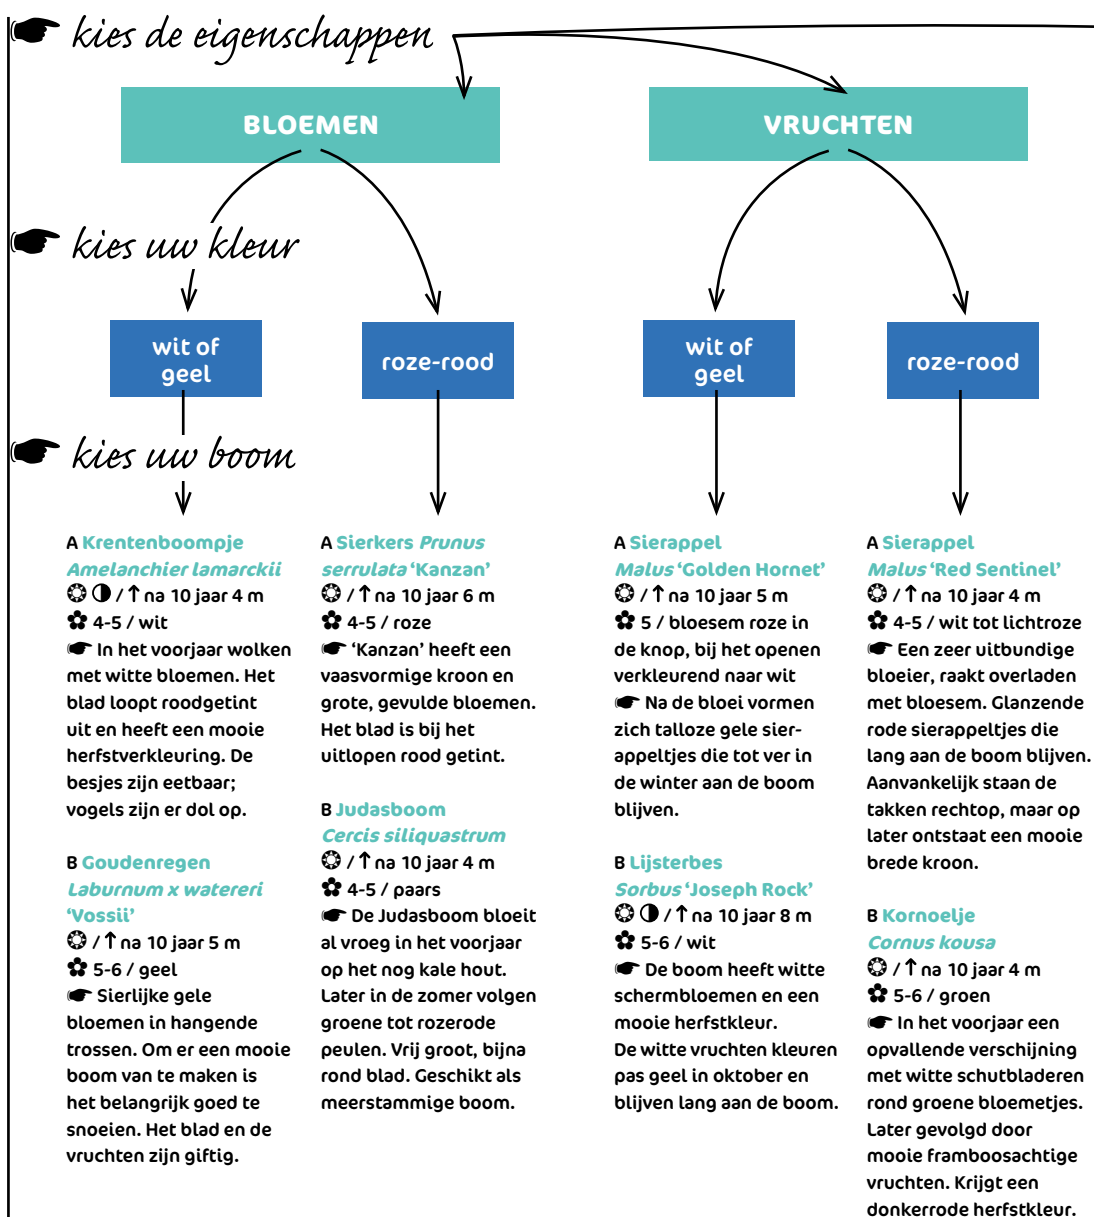 kies de eigenschappen
BLOEMEN
VRUCHTEN
kies uw kleur
wit of
geel
roze-rood
wit of
geel
roze-rood
kies uw boom
A Krentenboompje
Amelanchier lamarckii
/ ↑ na 10 jaar 4 m
4-5 / wit
In het voorjaar wolken
met witte bloemen. Het
blad loopt roodgetint
uit en heeft een mooie
herfstverkleuring. De
besjes zijn eetbaar;
vogels zijn er dol op.
B Goudenregen
Laburnum x watereri
‘Vossii’
/ ↑ na 10 jaar 5 m
5-6 / geel
Sierlijke gele
bloemen in hangende
trossen. Om er een mooie
boom van te maken is
het belangrijk goed te
snoeien. Het blad en de
vruchten zijn giftig.
A Sierkers Prunus
serrulata ‘Kanzan’
/ ↑ na 10 jaar 6 m
4-5 / roze
‘Kanzan’ heeft een
vaasvormige kroon en
grote, gevulde bloemen.
Het blad is bij het
uitlopen rood getint.
B Judasboom
Cercis siliquastrum
/ ↑ na 10 jaar 4 m
4-5 / paars
De Judasboom bloeit
al vroeg in het voorjaar
op het nog kale hout.
Later in de zomer volgen
groene tot rozerode
peulen. Vrij groot, bijna
rond blad. Geschikt als
meerstammige boom.
A Sierappel
Malus ‘Golden Hornet’
/ ↑ na 10 jaar 5 m
5 / bloesem roze in
de knop, bij het openen
verkleurend naar wit
Na de bloei vormen
zich talloze gele sier-
appeltjes die tot ver in
de winter aan de boom
blijven.
B Lijsterbes
Sorbus ‘Joseph Rock’
/ ↑ na 10 jaar 8 m
5-6 / wit
De boom heeft witte
schermbloemen en een
mooie herfstkleur.
De witte vruchten kleuren
pas geel in oktober en
blijven lang aan de boom.
A Sierappel
Malus ‘Red Sentinel’
/ ↑ na 10 jaar 4 m
4-5 / wit tot lichtroze
Een zeer uitbundige
bloeier, raakt overladen
met bloesem. Glanzende
rode sierappeltjes die
lang aan de boom blijven.
Aanvankelijk staan de
takken rechtop, maar op
later ontstaat een mooie
brede kroon.
B Kornoelje
Cornus kousa
/ ↑ na 10 jaar 4 m
5-6 / groen
In het voorjaar een
opvallende verschijning
met witte schutbladeren
rond groene bloemetjes.
Later gevolgd door
mooie framboosachtige
vruchten. Krijgt een
donkerrode herfstkleur.